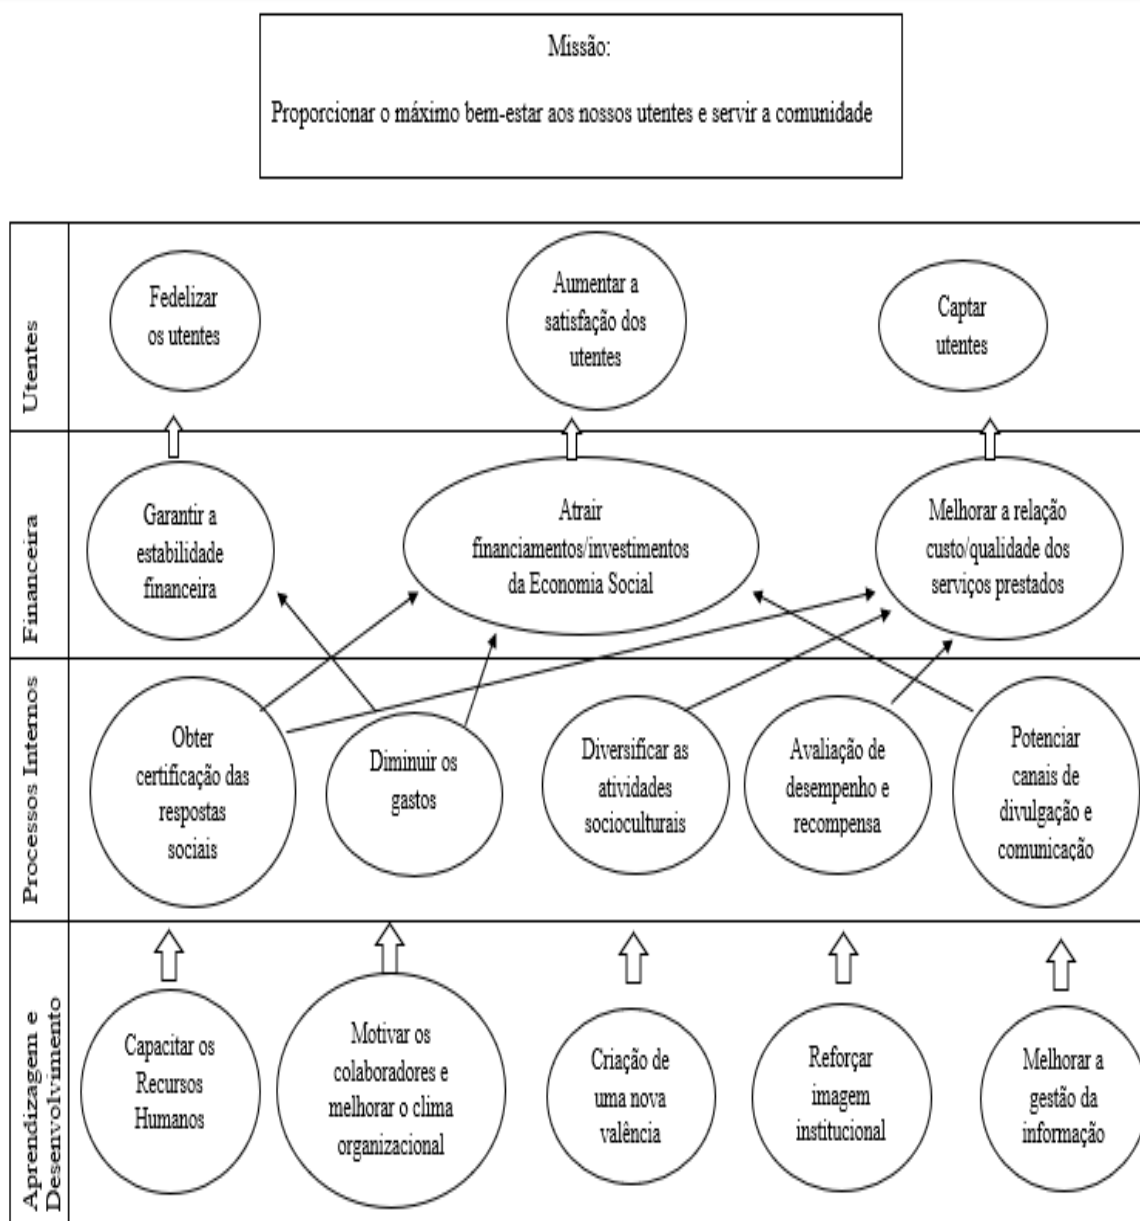 Missão:
Proporcionar o máximo bem-estar aos nossos utentes e servir a comunidade
Utentes
Fedelizar
os utentes
Aumentar a
satisfação dos
utentes
Captar
utentes
Financeira
Garantir a
estabilidade
financeira
Atrair
financiamentos/investimentos
da Economia Social
Melhorar a relação
custo/qualidade dos
serviços prestados
Processos Internos
Obter
certificação das
respostas
sociais
Diminuir os
gastos
Diversificar as
atividades
socioculturais
Avaliação de
desempenho e
recompensa
Potenciar
canais de
divulgação e
comunicação
Aprendizagem e
Desenvolvimento
Capacitar os
Recursos
Humanos
Motivar os
colaboradores e
melhorar o clima
organizacional
Criação de
uma nova
valência
Reforçar
imagem
institucional
Melhorar a
gestão da
informação